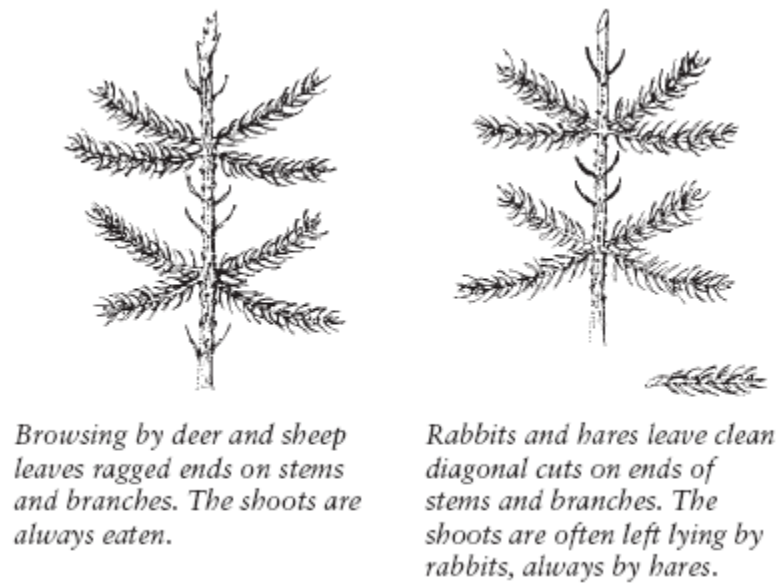 Browsing by deer and sheep
leaves ragged ends on stems
and branches. The shoots are
always eaten.
Rabbits and hares leave clean
diagonal cuts on ends of
stems and branches. The
shoots are often left lying by
rabbits, always by hares.